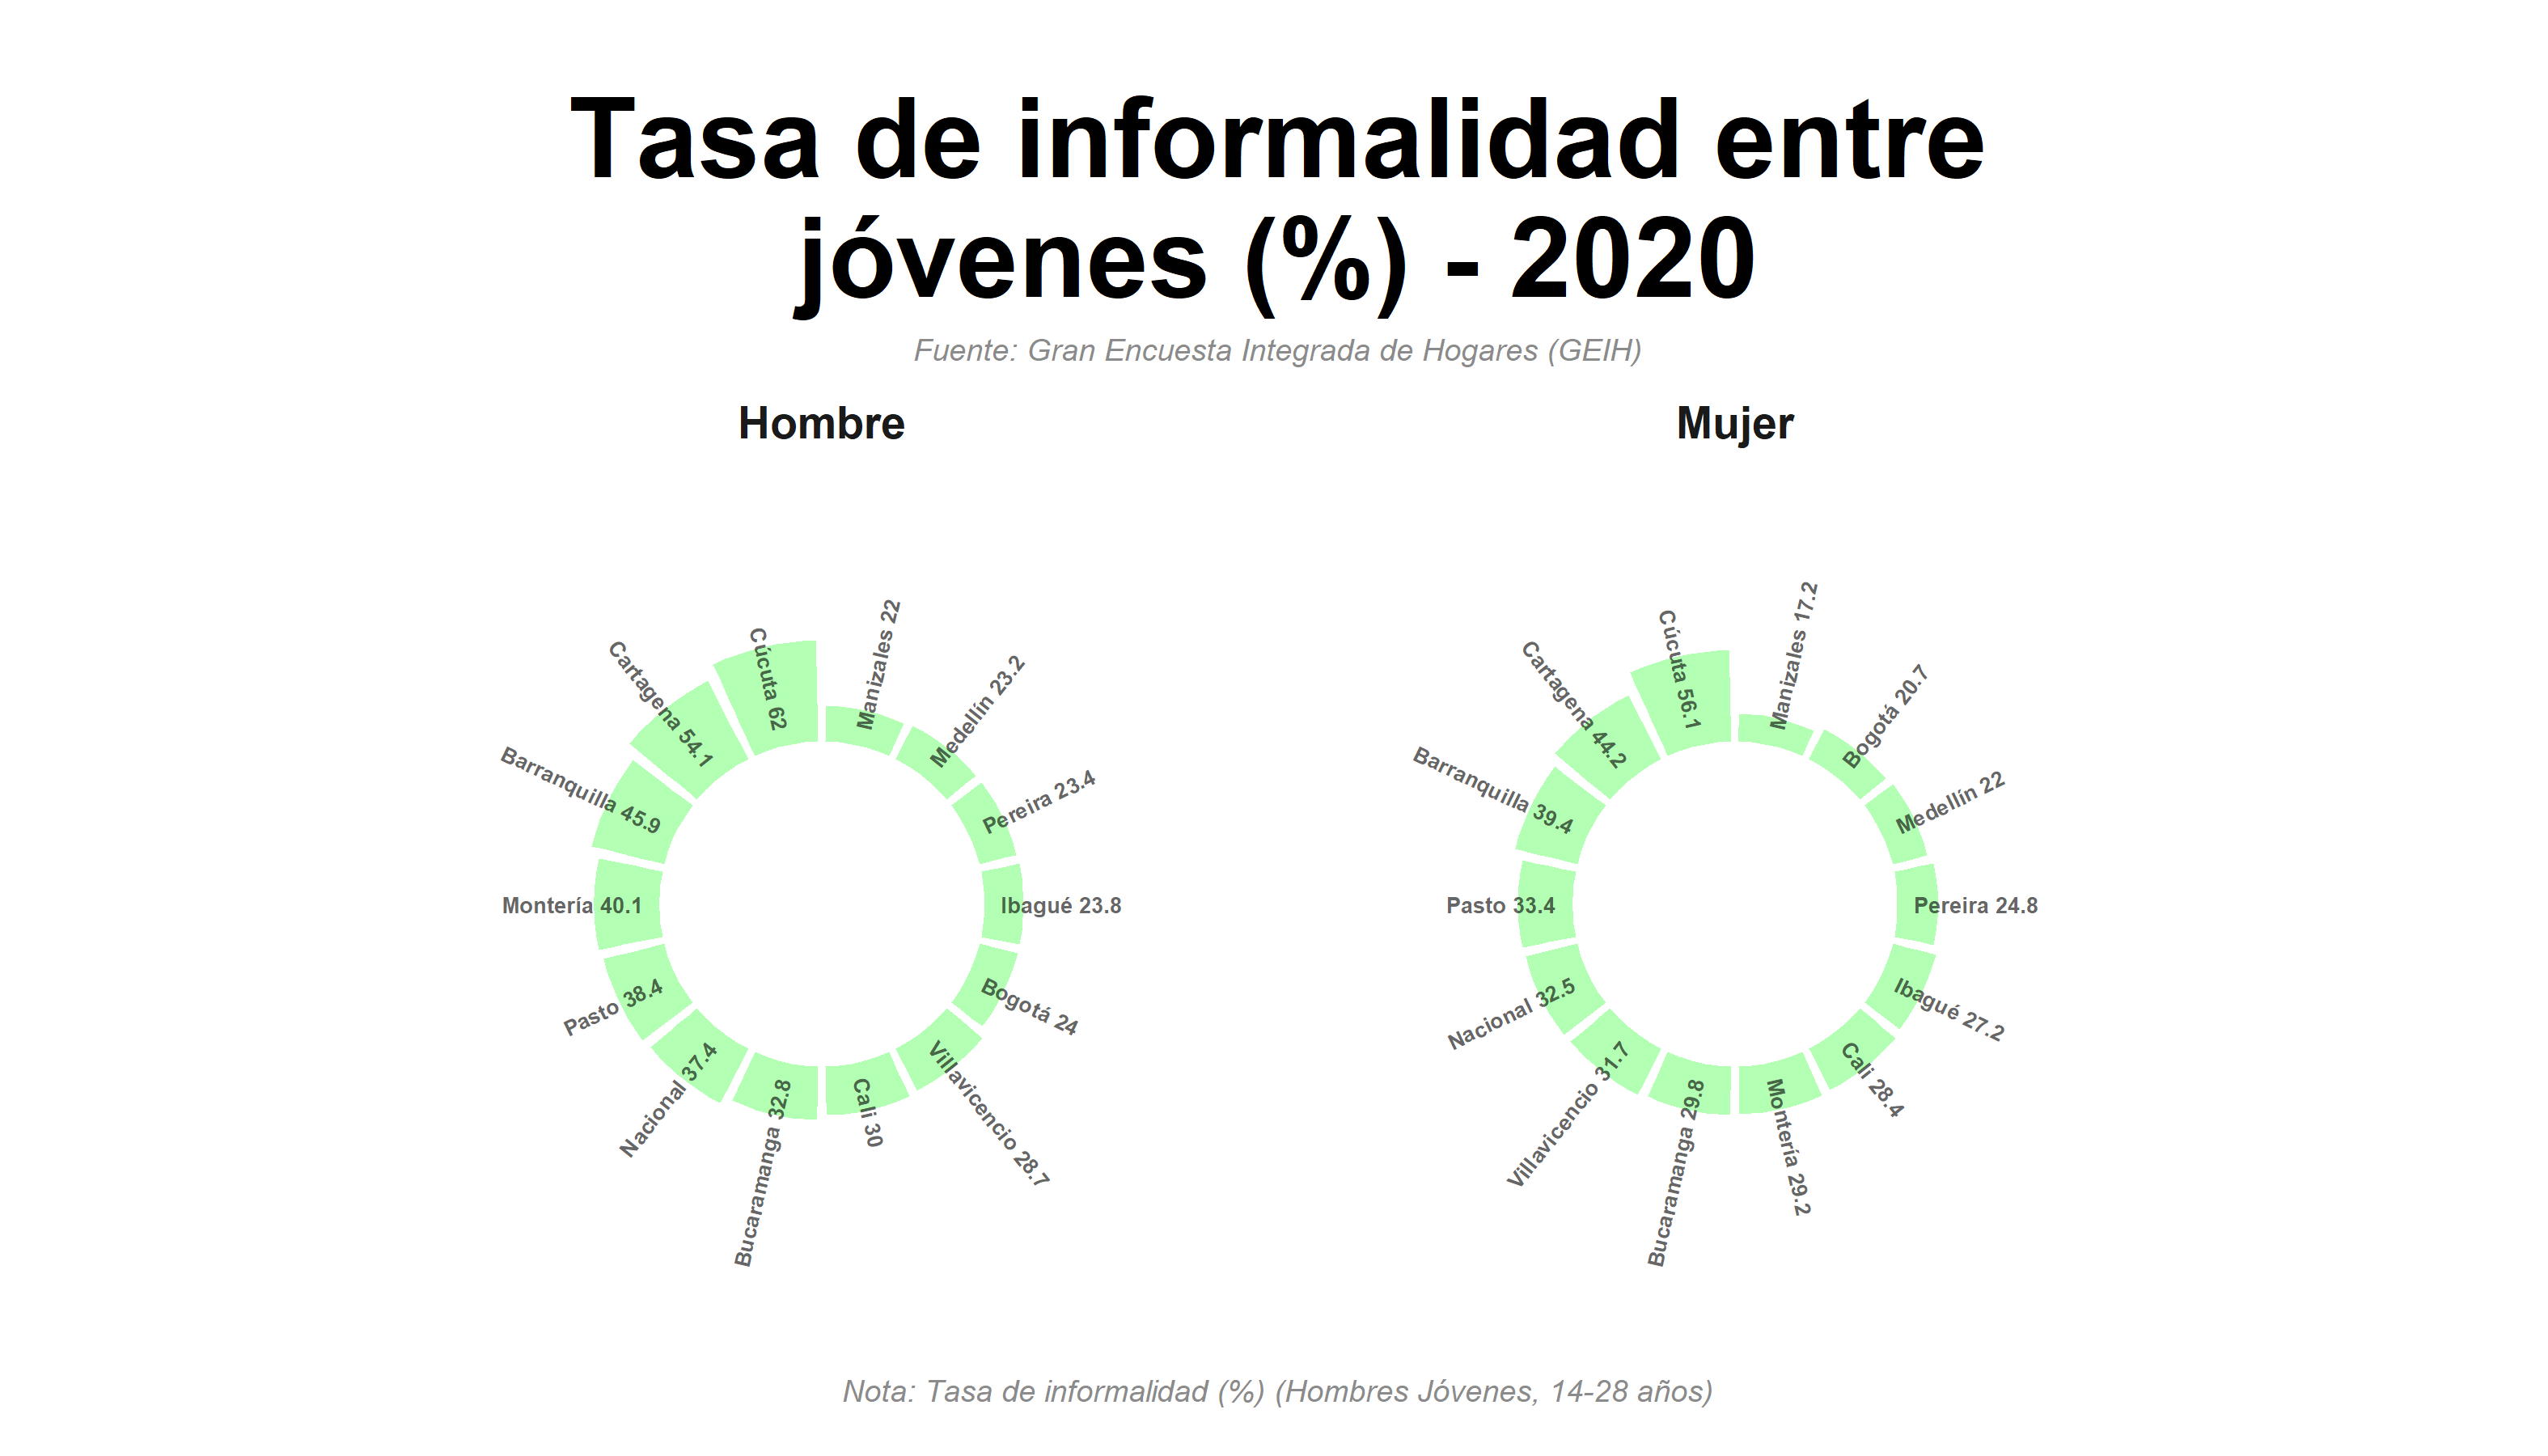 Tasa de informalidad entre
jóvenes (%) - 2020
Fuente: Gran Encuesta Integrada de Hogares (GEIH)
Hombre
Manizales 22
Medellín 23.2
Pereira 23.4
Ibagué 23.8
Bogotá 24
Villavicencio 28.7
Cali 30
Bucaramanga 32.8
Nacional 37.4
Pasto 38.4
Montería 40.1
Barranquilla 45.9
Cartagena 54.1
Cúcuta 62
Mujer
Manizales 17.2
Bogotá 20.7
Medellín 22
Pereira 24.8
Ibagué 27.2
Cali 28.4
Montería 29.2
Bucaramanga 29.8
Villavicencio 31.7
Nacional 32.5
Pasto 33.4
Barranquilla 39.4
Cartagena 44.2
Cúcuta 56.1
Nota: Tasa de informalidad (%) (Hombres Jóvenes, 14-28 años)